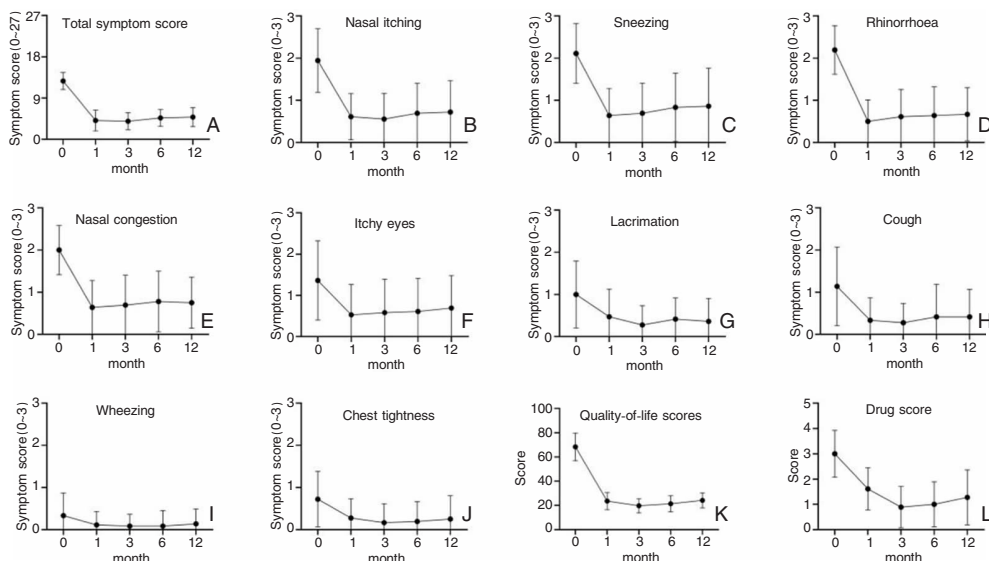 Total symptom score
Symptom score (0~27)
27
18
9
0
0 1 3 6 12
month
A
Nasal itching
Symptom score (0~3)
3
2
1
0
0 1 3 6 12
month
B
Sneezing
Symptom score (0~3)
3
2
1
0
0 1 3 6 12
month
C
Rhinorrhoea
Symptom score (0~3)
3
2
1
0
0 1 3 6 12
month
D
Nasal congestion
Symptom score (0~3)
3
2
1
0
0 1 3 6 12
month
E
Itchy eyes
Symptom score (0~3)
3
2
1
0
0 1 3 6 12
month
F
Lacrimation
Symptom score (0~3)
3
2
1
0
0 1 3 6 12
month
G
Cough
Symptom score (0~3)
3
2
1
0
0 1 3 6 12
month
H
Wheezing
Symptom score (0~3)
3
2
1
0
0 1 3 6 12
month
I
Chest tightness
Symptom score (0~3)
3
2
1
0
0 1 3 6 12
month
J
Quality-of-life scores
Score
100
80
60
40
20
0
0 1 3 6 12
month
K
Drug score
Score
5
4
3
2
1
0
0 1 3 6 12
month
L